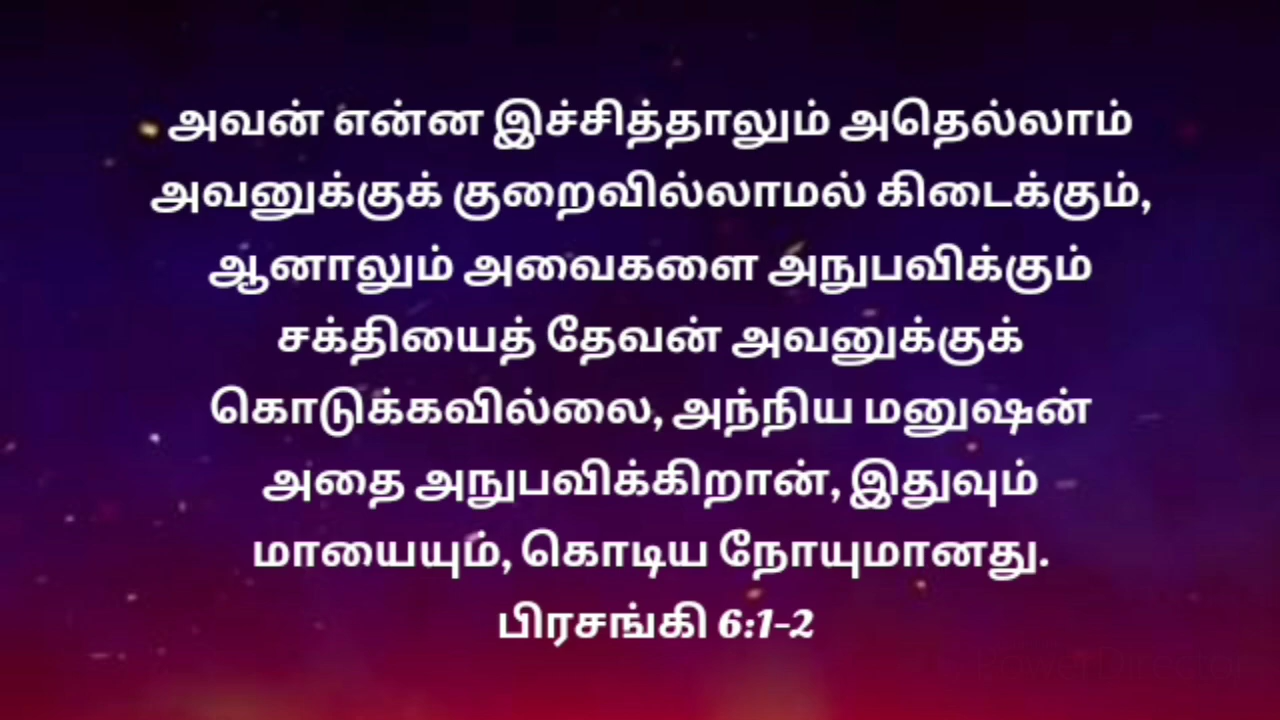 அவன் என்ன இச்சித்தாலும் அதெல்லாம்
அவனுக்குக் குறைவில்லாமல் கிடைக்கும்,
ஆனாலும் அவைகளை அநுபவிக்கும்
சக்தியைத் தேவன் அவனுக்குக்
கொடுக்கவில்லை, அந்நிய மனுஷன்
அதை அநுபவிக்கிறான், இதுவும்
மாயையும், கொடிய நோயுமானது.
பிரசங்கி 6:1-2
PowerDirector